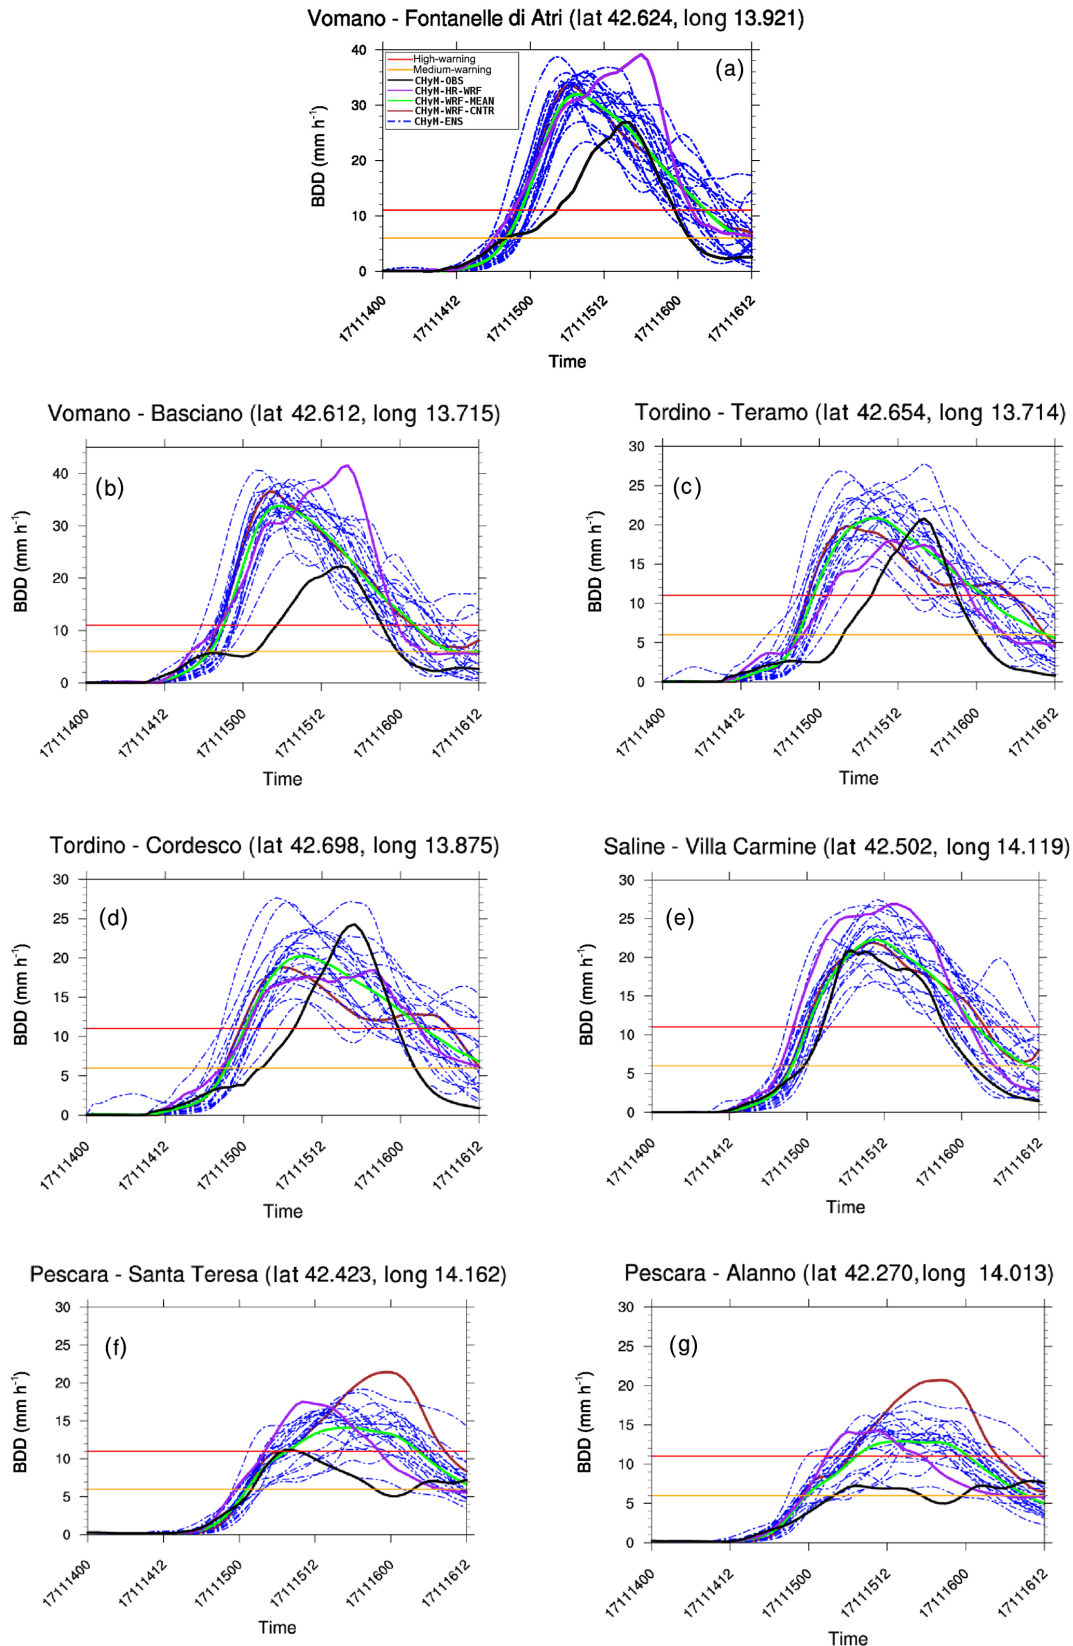 Vomano - Fontanelle di Atri (lat 42.624, long 13.921)
(a)
High-warning
Medium-warning
CHyM-OBS
CHyM-HR-WRF
CHyM-WRF-MEAN
CHyM-WRF-CNTR
CHyM-ENS
BDD (mm h-1)
40
30
20
10
0
17111400 17111412 17111500 17111512 17111600 17111612
Time
Vomano - Basciano (lat 42.612, long 13.715)
(b)
BDD (mm h-1)
40
30
20
10
0
17111400 17111412 17111500 17111512 17111600 17111612
Time
Tordino - Teramo (lat 42.654, long 13.714)
(c)
BDD (mm h-1)
30
25
20
15
10
5
0
17111400 17111412 17111500 17111512 17111600 17111612
Time
Tordino - Cordesco (lat 42.698, long 13.875)
(d)
BDD (mm h-1)
30
25
20
15
10
5
0
17111400 17111412 17111500 17111512 17111600 17111612
Time
Saline - Villa Carmine (lat 42.502, long 14.119)
(e)
BDD (mm h-1)
30
25
20
15
10
5
0
17111400 17111412 17111500 17111512 17111600 17111612
Time
Pescara - Santa Teresa (lat 42.423, long 14.162)
(f)
BDD (mm h-1)
30
25
20
15
10
5
0
17111400 17111412 17111500 17111512 17111600 17111612
Time
Pescara - Alanno (lat 42.270,long 14.013)
(g)
BDD (mm h-1)
30
25
20
15
10
5
0
17111400 17111412 17111500 17111512 17111600 17111612
Time